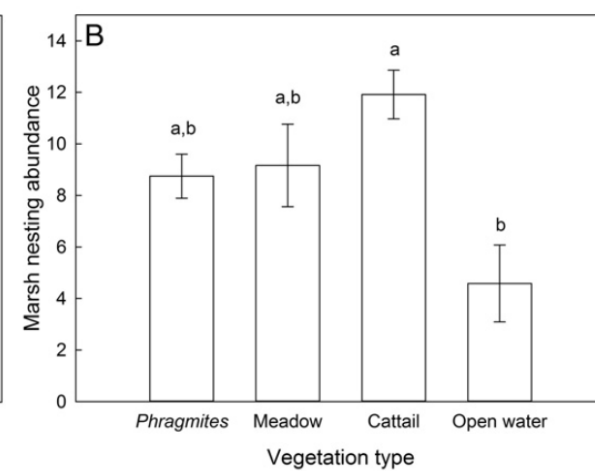 B
14
12
10
8
6
4
2
0
Marsh nesting abundance
a,b
a,b
a
b
Phragmites Meadow Cattail Open water
Vegetation type